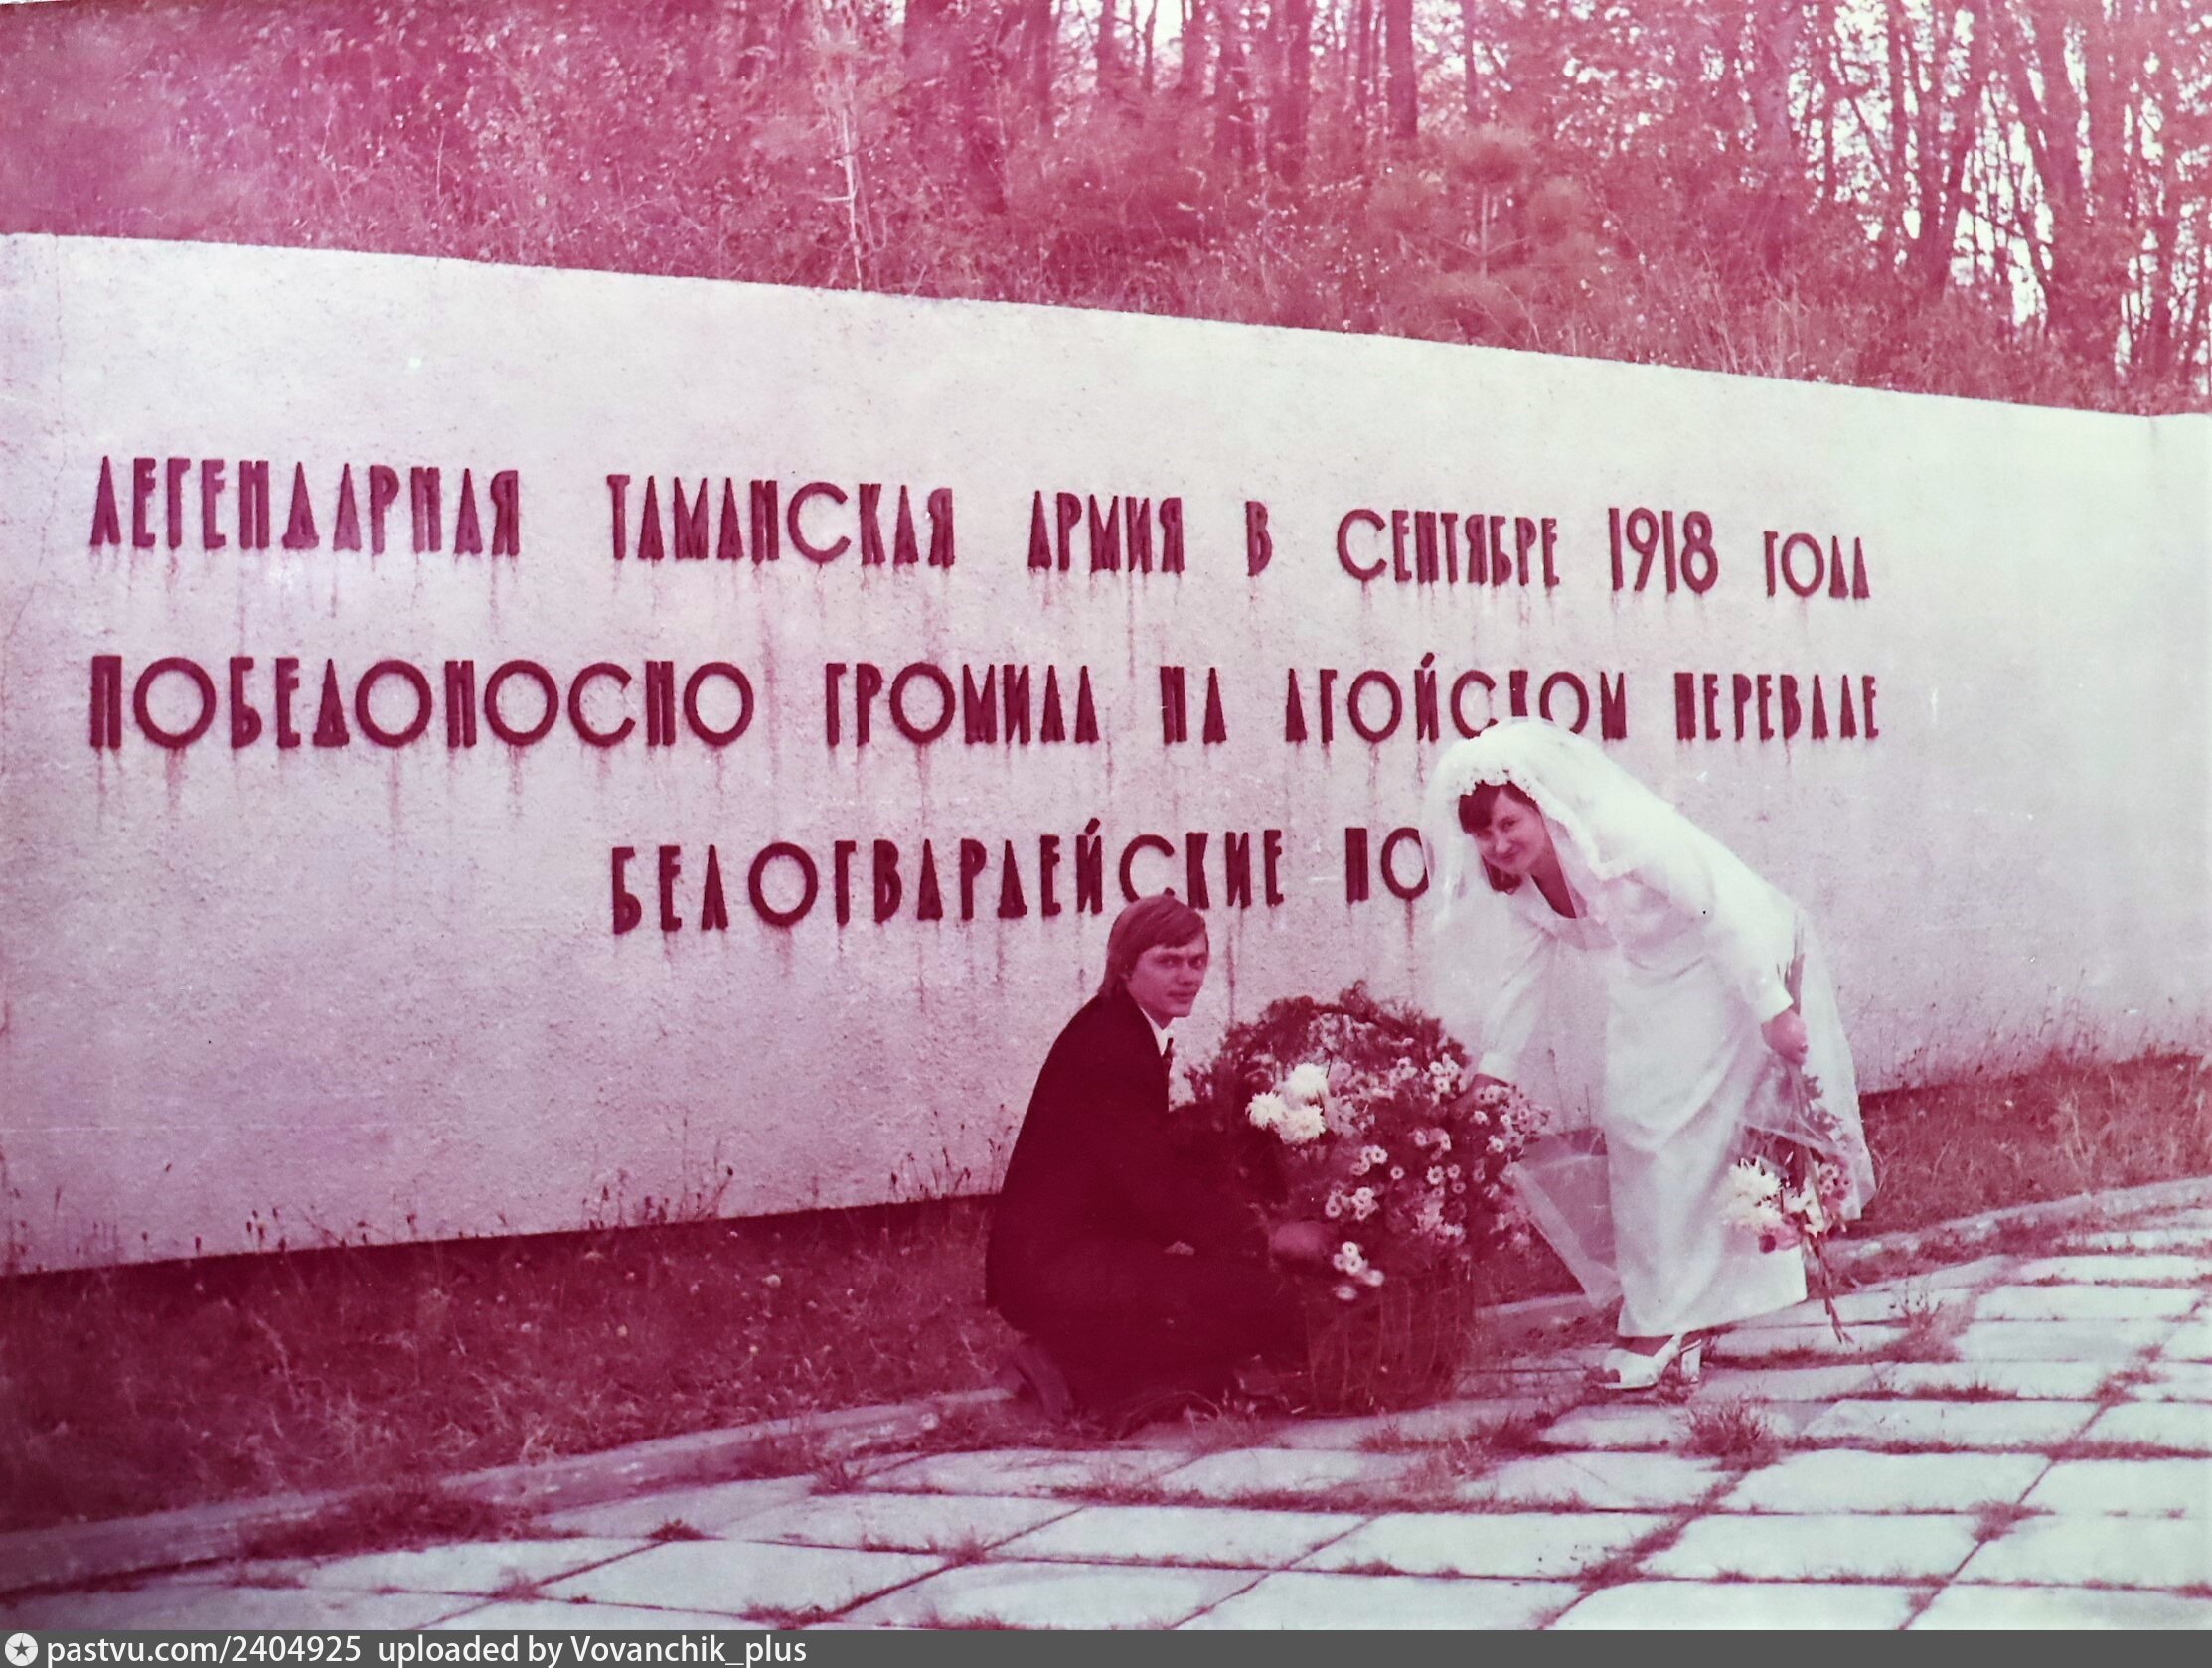 ЛЕГЕНДАРНАЯ ТАМАНСКАЯ АРМИЯ В СЕНТЯБРЕ 1918 ГОДА
ПОБЕДОНОСНО ГРОМИЛА НА АГОЙСКОМ ПЕРЕВАЛЕ
БЕЛОГВАРДЕЙСКИЕ
pastvu.com/2404925 uploaded by Vovanchik_plus